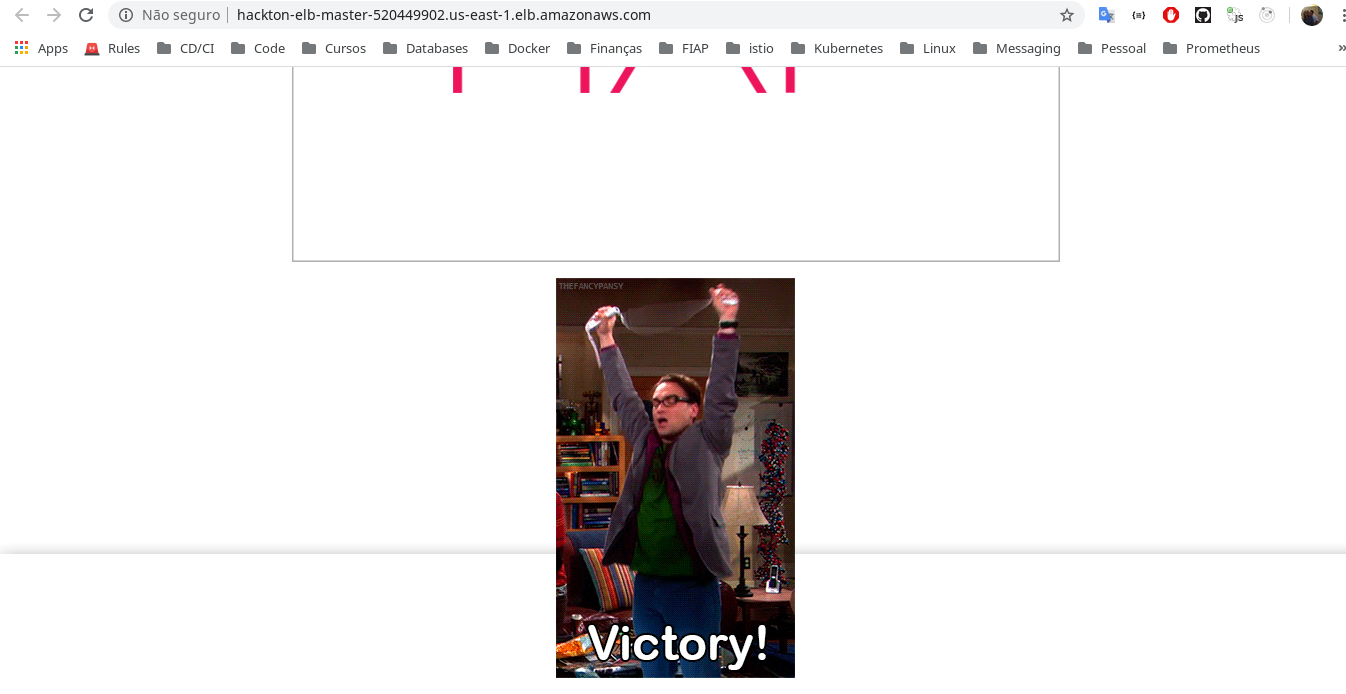 Não seguro
hackton-elb-master-520449902.us-east-1.elb.amazonaws.com
Apps Rules CD/CI Code Cursos Databases Docker Finanças FIAP istio Kubernetes Linux Messaging Pessoal Prometheus »
THEFANCYPANSY
Victory!